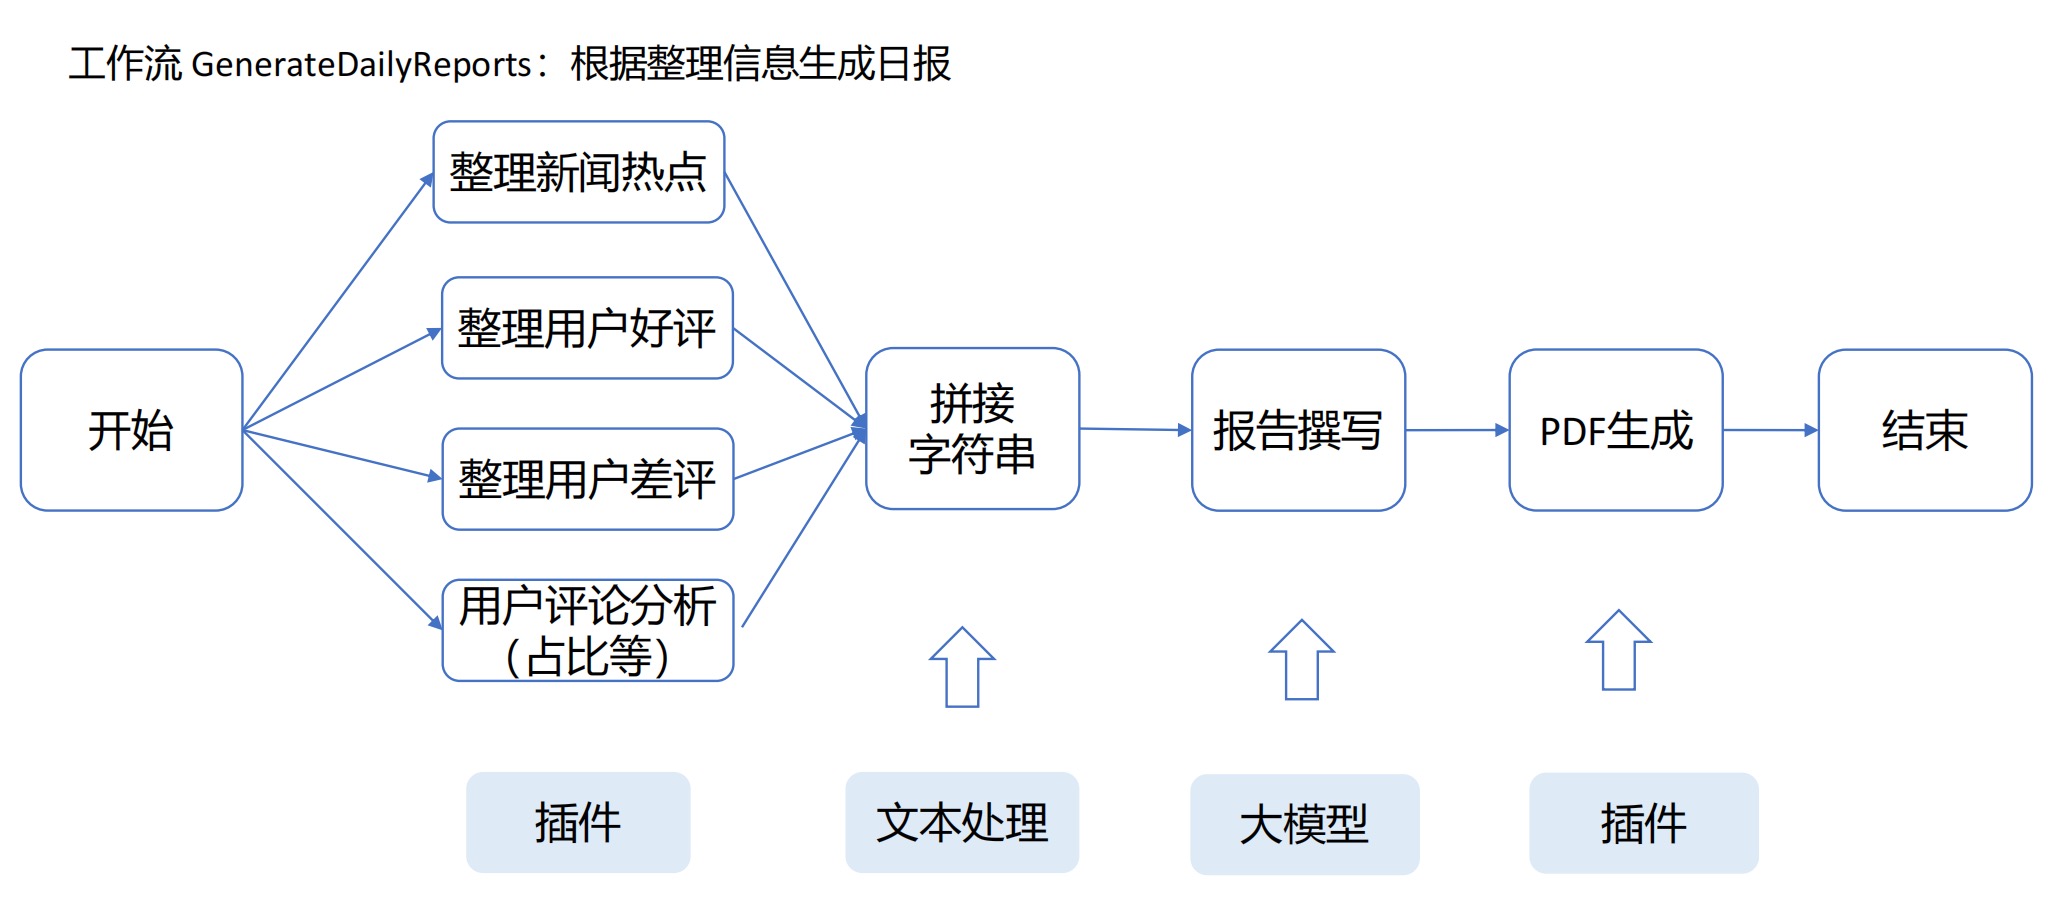 工作流 GenerateDailyReports：根据整理信息生成日报
整理新闻热点
整理用户好评
整理用户差评
用户评论分析
（占比等）
开始
拼接
字符串
报告撰写
PDF生成
结束
插件
文本处理
大模型
插件